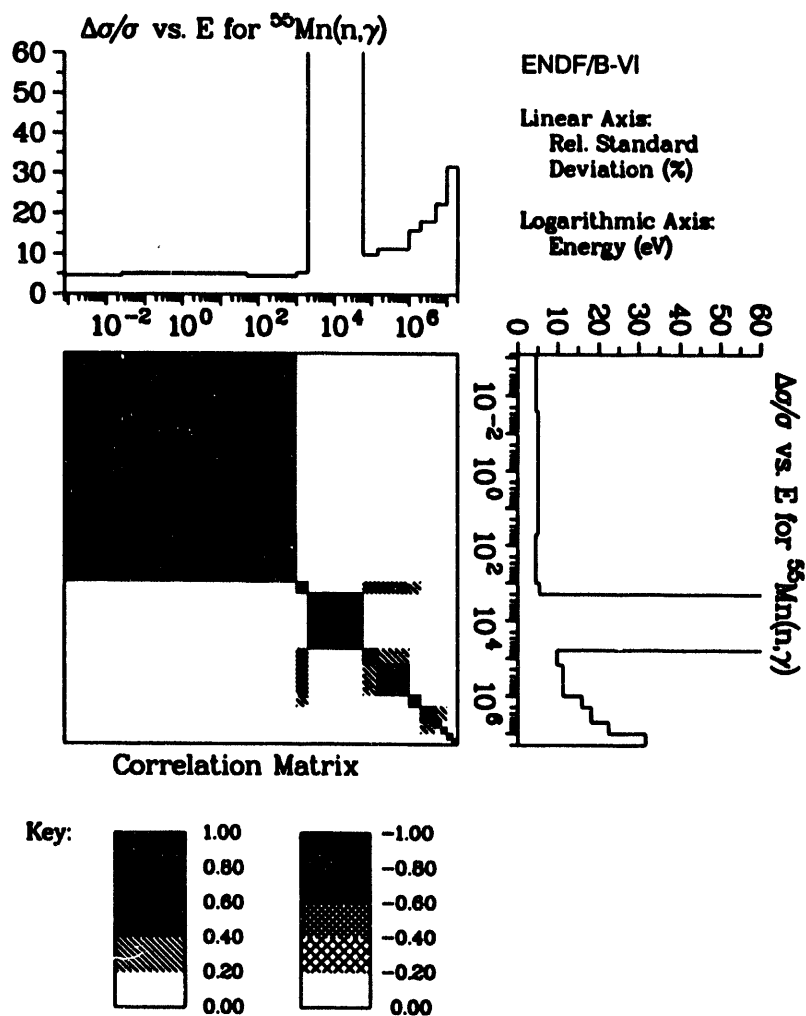 Δσ/σ vs. E for ⁵⁵Mn(n,γ)
60
50
40
30
20
10
0
10⁻² 10⁰ 10² 10⁴ 10⁶
ENDF/B-VI
Linear Axis:
Rel. Standard
Deviation (%)
Logarithmic Axis:
Energy (eV)
0 10 20 30 40 50 60
10⁻² 10⁰ 10² 10⁴ 10⁶
Δσ/σ vs. E for ⁵⁵Mn(n,γ)
Correlation Matrix
Key:
1.00
0.80
0.60
0.40
0.20
0.00
-1.00
-0.80
-0.60
-0.40
-0.20
0.00